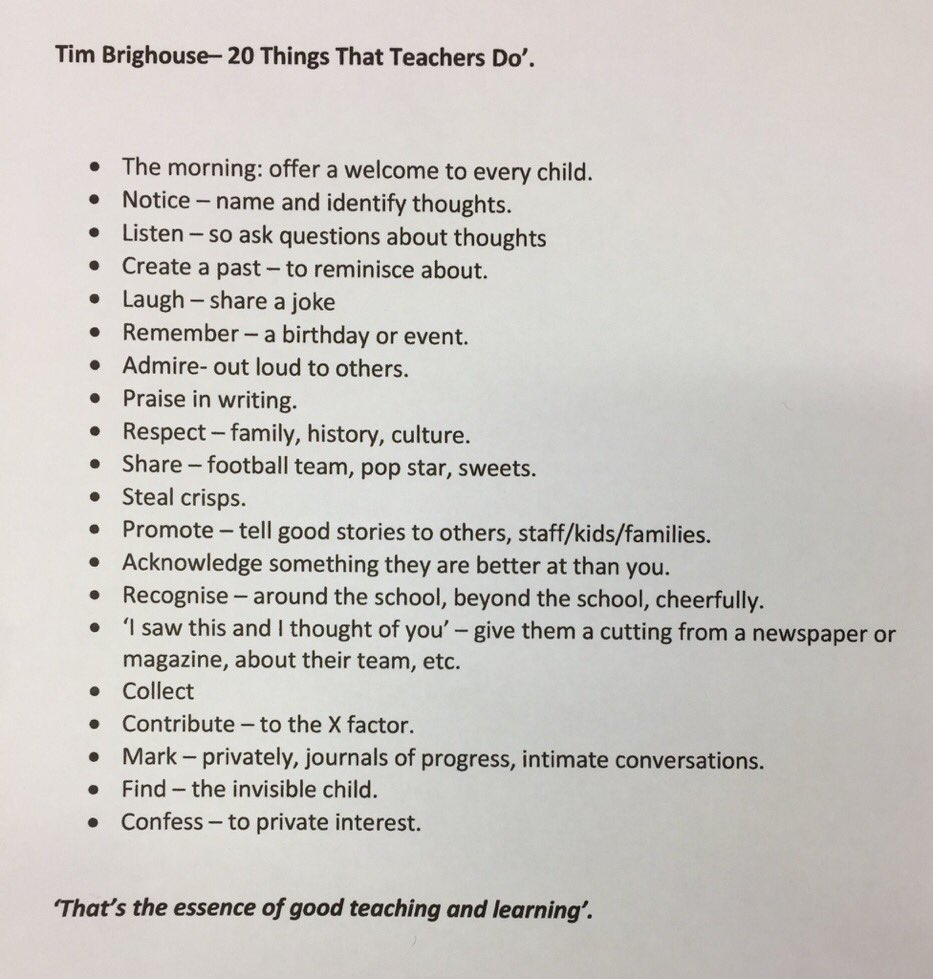 Tim Brighouse– 20 Things That Teachers Do’.
• The morning: offer a welcome to every child.
• Notice – name and identify thoughts.
• Listen – so ask questions about thoughts
• Create a past – to reminisce about.
• Laugh – share a joke
• Remember – a birthday or event.
• Admire- out loud to others.
• Praise in writing.
• Respect – family, history, culture.
• Share – football team, pop star, sweets.
• Steal crisps.
• Promote – tell good stories to others, staff/kids/families.
• Acknowledge something they are better at than you.
• Recognise – around the school, beyond the school, cheerfully.
• ‘I saw this and I thought of you’ – give them a cutting from a newspaper or
magazine, about their team, etc.
• Collect
• Contribute – to the X factor.
• Mark – privately, journals of progress, intimate conversations.
• Find – the invisible child.
• Confess – to private interest.
‘That’s the essence of good teaching and learning’.